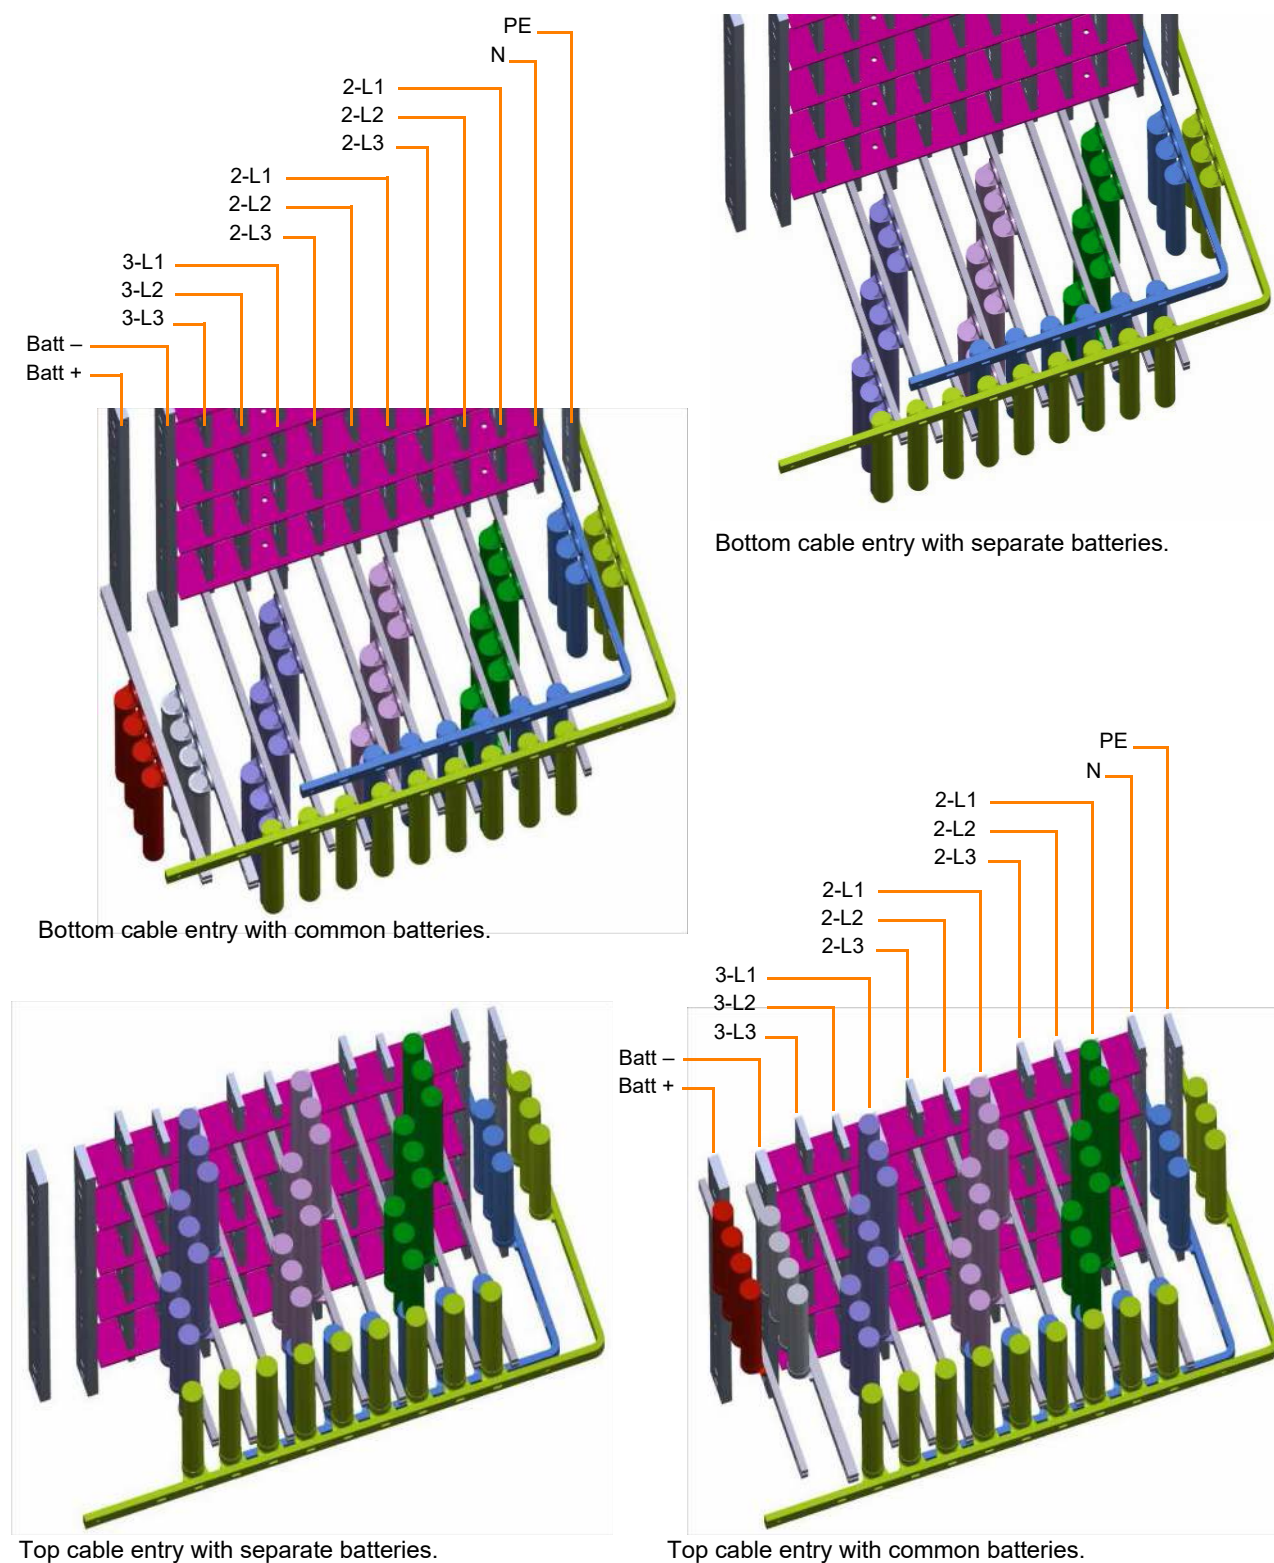 PE
N
2-L1
2-L2
2-L3
2-L1
2-L2
2-L3
3-L1
3-L2
3-L3
Batt –
Batt +
Bottom cable entry with separate batteries.
Bottom cable entry with common batteries.
PE
N
2-L1
2-L2
2-L3
2-L1
2-L2
2-L3
3-L1
3-L2
3-L3
Batt –
Batt +
Top cable entry with separate batteries.
Top cable entry with common batteries.